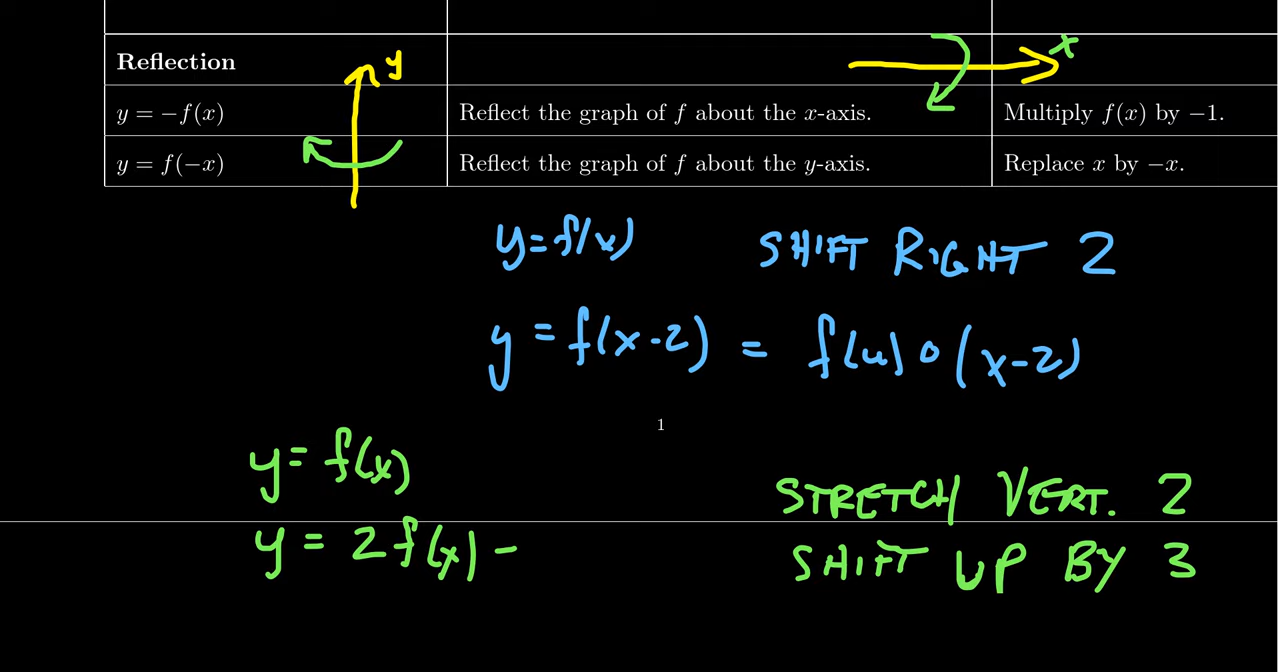 Reflection
y
x
y = −f(x) Reflect the graph of f about the x-axis. Multiply f(x) by −1.
y = f(−x) Reflect the graph of f about the y-axis. Replace x by −x.
y = f(x) SHIFT RIGHT 2
y = f(x-2) = f(u) ∘ (x-2)
1
y = f(x)
STRETCH VERT. 2
y = 2 f(x) -
SHIFT UP BY 3